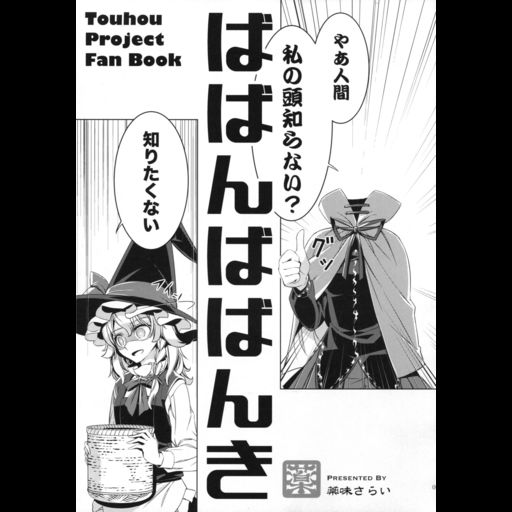 Touhou
Project
Fan Book
ばばんばばんき
やあ人間
私の頭知らない?
グッ
知りたくない
PRESENTED BY
薬味さらい